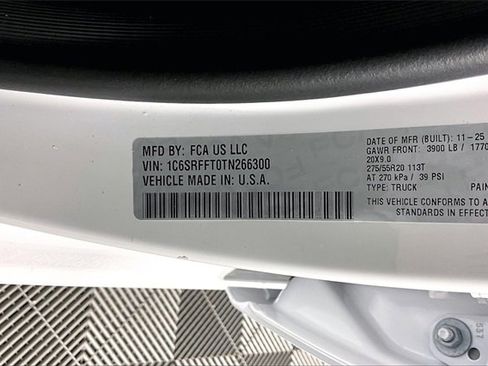 MFD BY: FCA US LLC
VIN: 1C6SRFFT0TN266300
VEHICLE MADE IN: U.S.A.
DATE OF MFR (BUILT): 11-25
GAWR FRONT: 3900 LB / 1770
20X9.0
275/55R20 113T
AT 270 kPa / 39 PSI
TYPE: TRUCK PAIN
THIS VEHICLE CONFORMS TO A
STANDARDS IN EFFECT
537